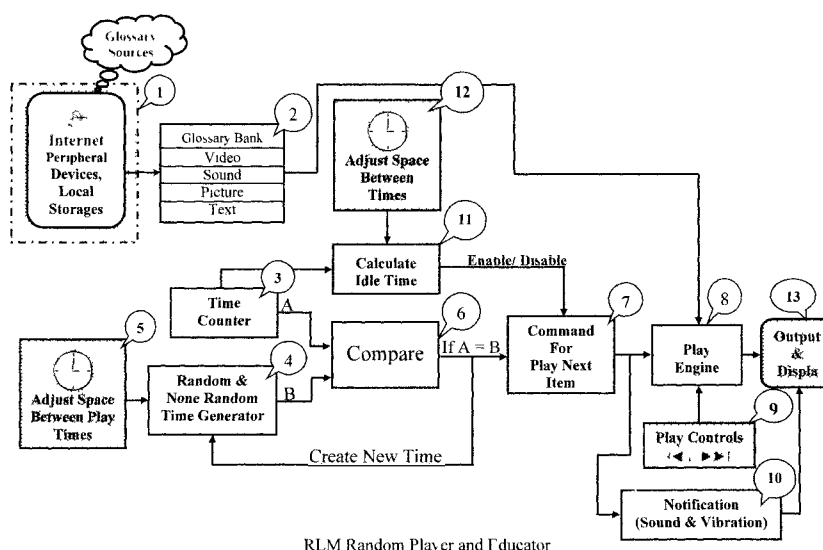 Glossary
Sources
1
Internet
Peripheral
Devices,
Local
Storages
2
Glossary Bank
Video
Sound
Picture
Text
12
Adjust Space
Between
Times
11
Calculate
Idle Time
Enable/ Disable
3
Time
Counter
A
5
Adjust Space
Between Play
Times
4
Random &
None Random
Time Generator
B
6
Compare
If A = B
Create New Time
7
Command
For
Play Next
Item
8
Play
Engine
13
Output
&
Displa
9
Play Controls
10
Notification
(Sound & Vibration)
RLM Random Player and Educator